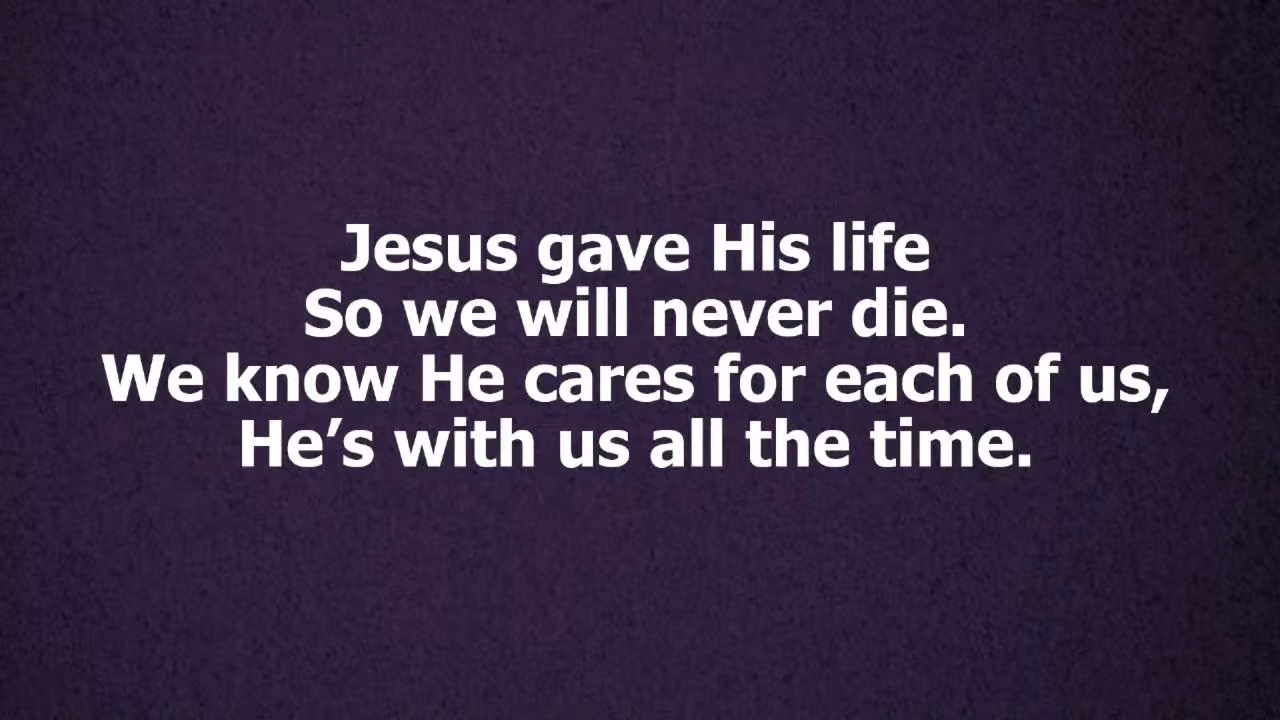 Jesus gave His life
So we will never die.
We know He cares for each of us,
He’s with us all the time.